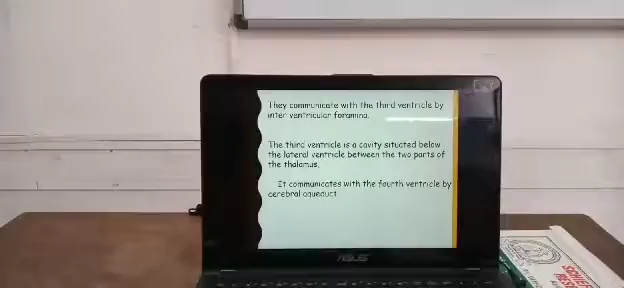 They communicate with the third ventricle by
inter ventricular foramina.
The third ventricle is a cavity situated below
the lateral ventricle between the two parts of
the thalamus.
It communicates with the fourth ventricle by
cerebral aqueduct
ASUS